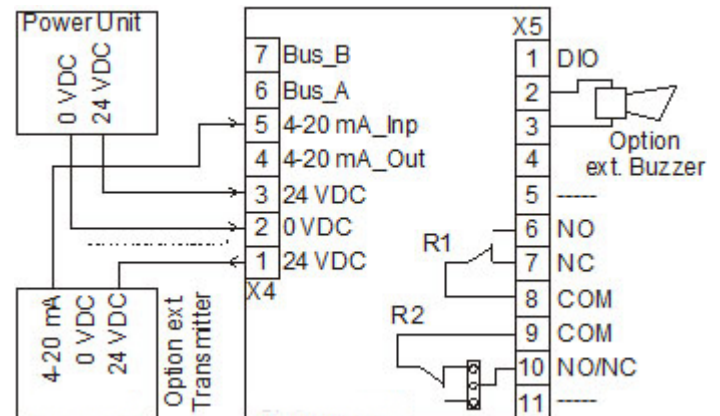 Power Unit
0 VDC
24 VDC
7 Bus_B
6 Bus_A
5 4-20 mA_Inp
4 4-20 mA_Out
3 24 VDC
2 0 VDC
1 24 VDC
X4
4-20 mA
0 VDC
24 VDC
Option ext
Transmitter
X5
1 DIO
2
3
Option
ext. Buzzer
4
5 -----
6 NO
R1
7 NC
8 COM
R2
9 COM
10 NO/NC
11 -----